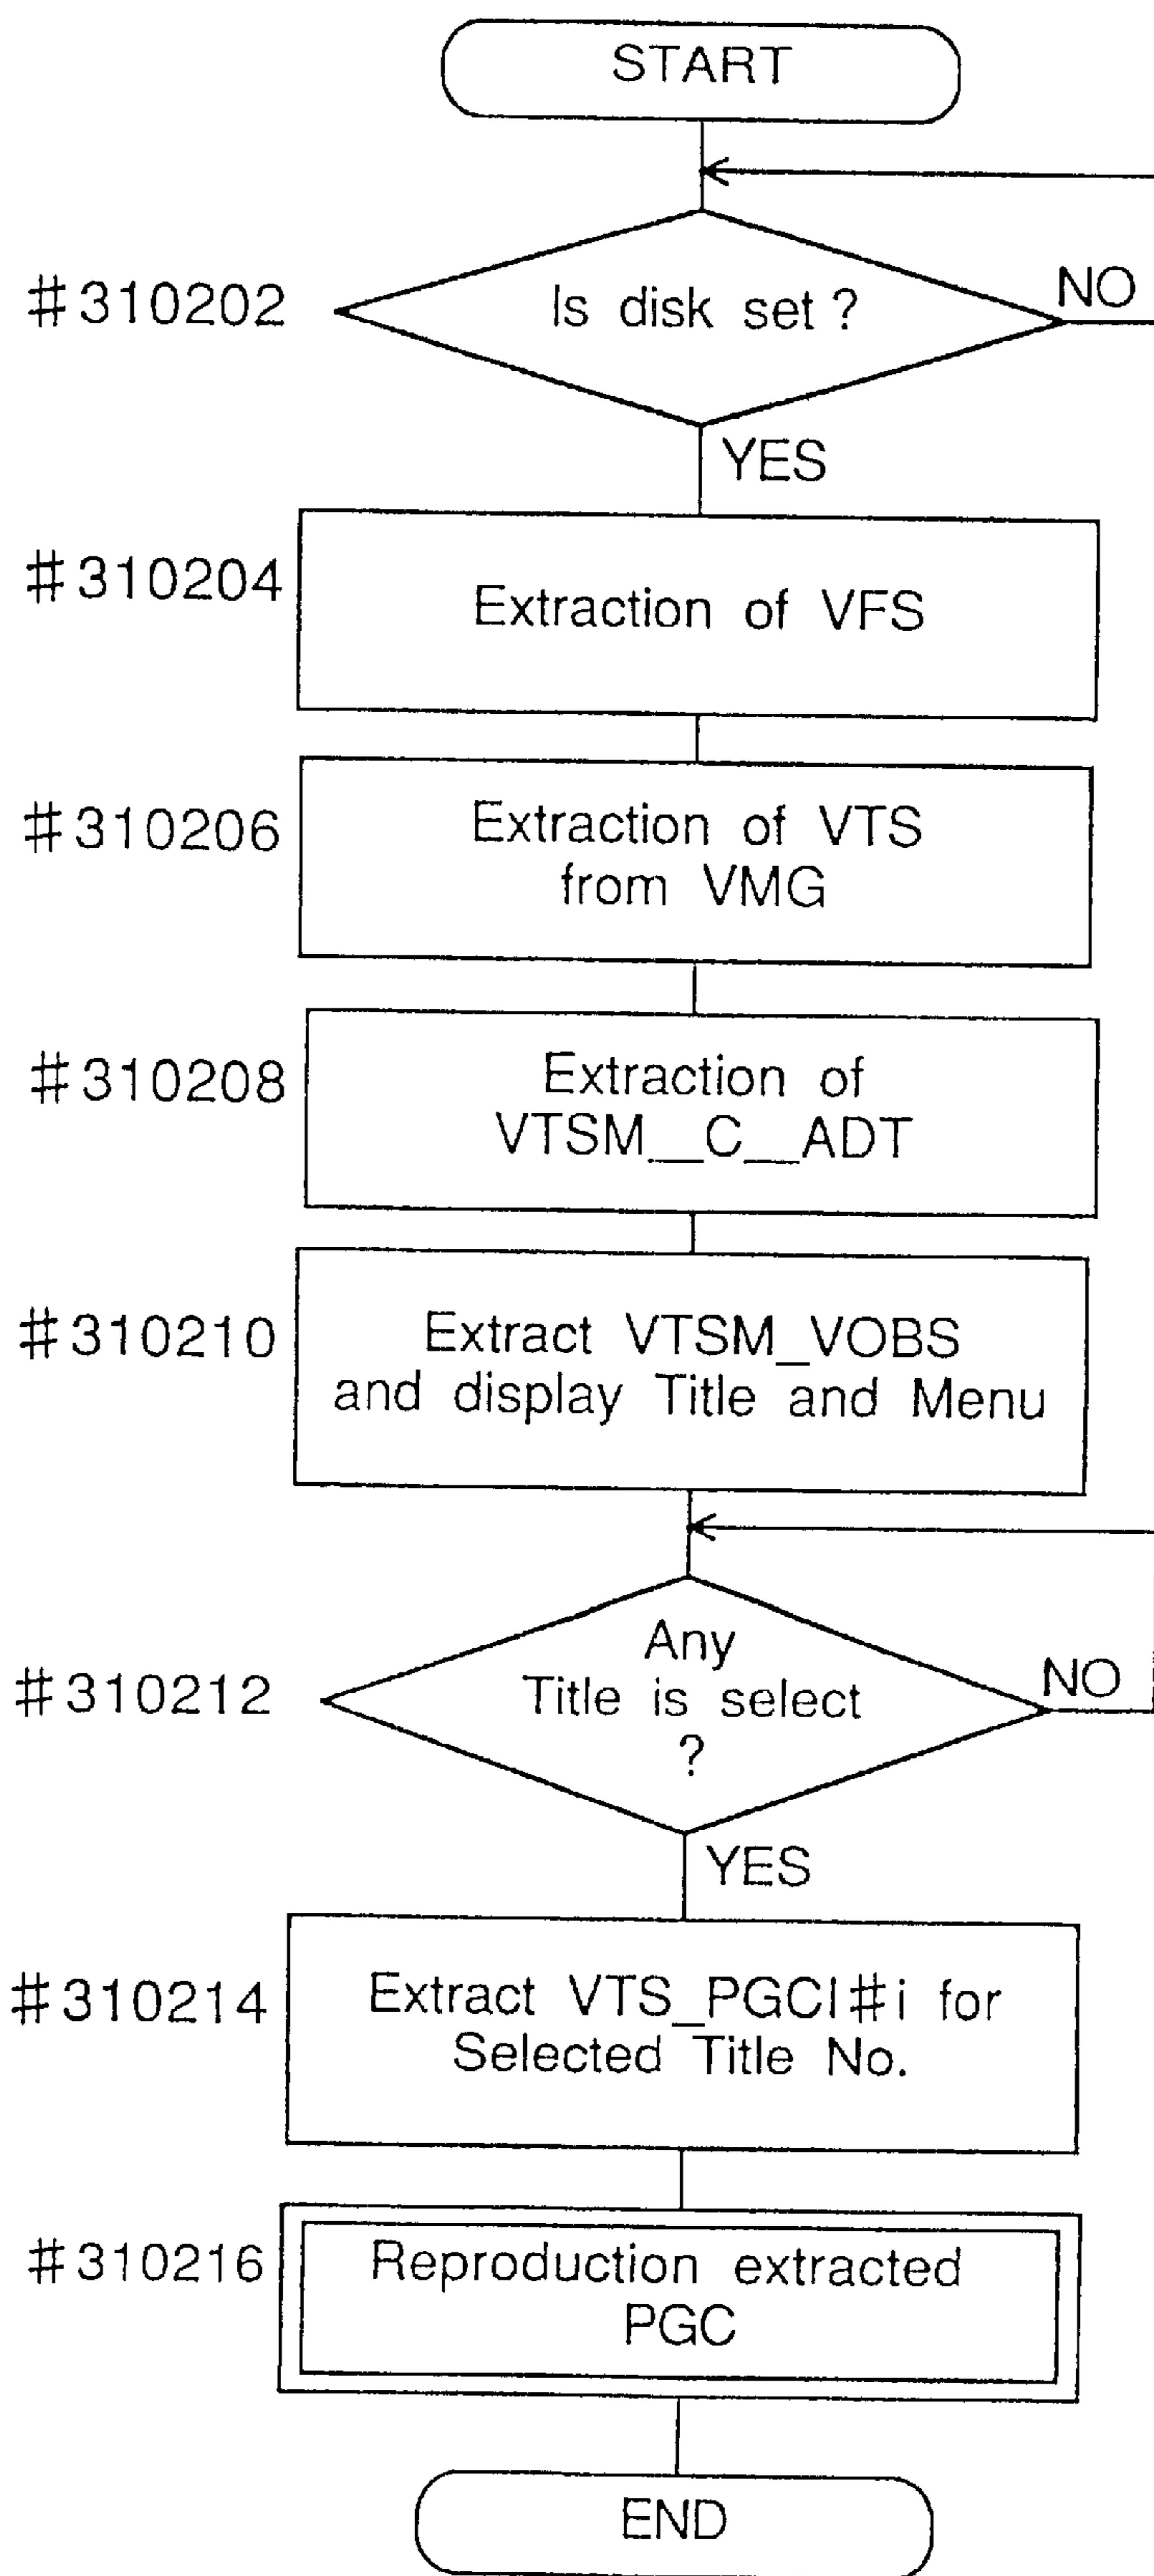 START
#310202
Is disk set ?
NO
YES
#310204
Extraction of VFS
#310206
Extraction of VTS
from VMG
#310208
Extraction of
VTSM__C__ADT
#310210
Extract VTSM_VOBS
and display Title and Menu
#310212
Any
Title is select
?
NO
YES
#310214
Extract VTS_PGCI#i for
Selected Title No.
#310216
Reproduction extracted
PGC
END